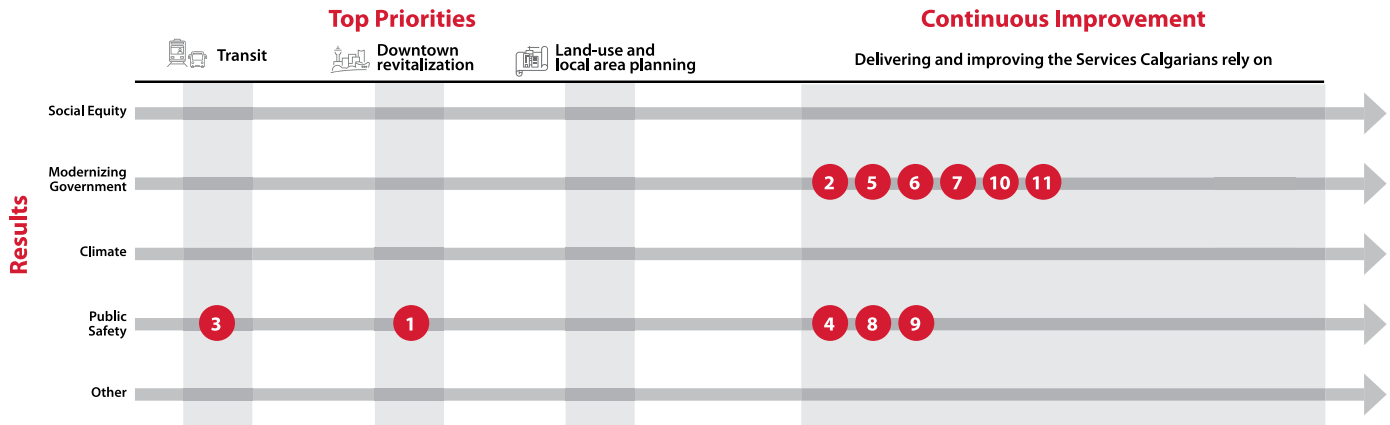 Top Priorities
Continuous Improvement
Transit
Downtown
revitalization
Land-use and
local area planning
Delivering and improving the Services Calgarians rely on
Results
Social Equity
Modernizing
Government
2 5 6 7 10 11
Climate
Public
Safety
3 1 4 8 9
Other